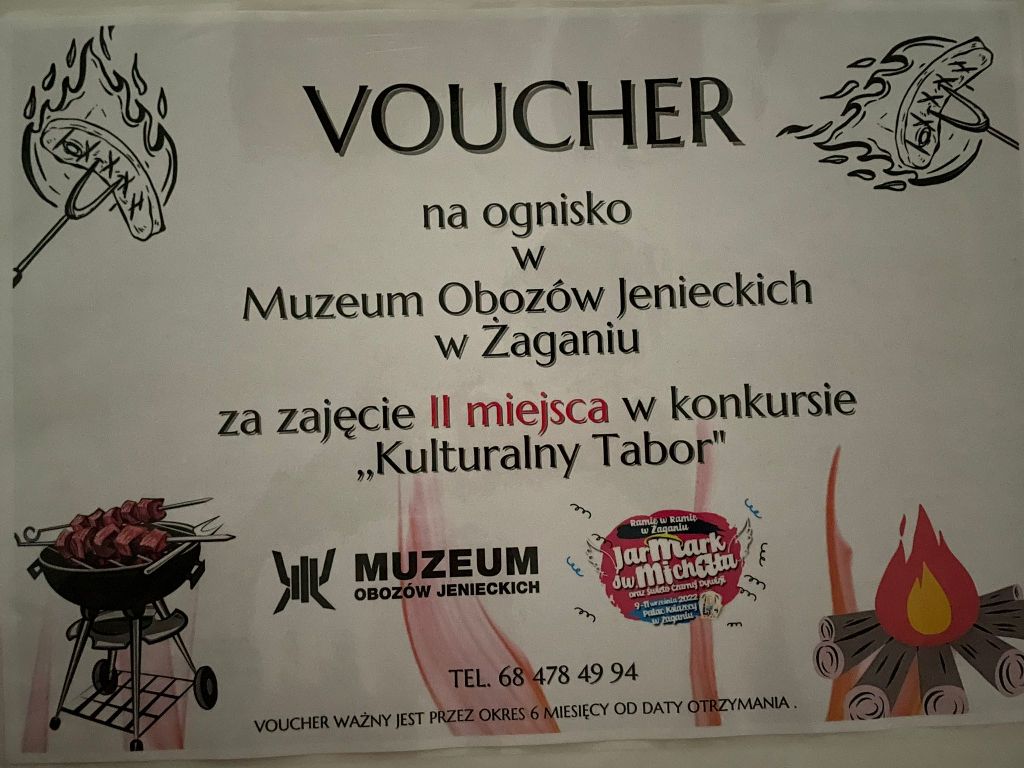 VOUCHER
na ognisko
w
Muzeum Obozów Jenieckich
w Żaganiu
za zajęcie II miejsca w konkursie
,,Kulturalny Tabor"
MUZEUM
OBOZÓW JENIECKICH
Ramię w Ramię
w Żaganiu
Jarmark
św Michała
oraz Święto Czarnej Dywizji
9-11 września 2022
Pałac Książęcy
w Żaganiu
TEL. 68 478 49 94
VOUCHER WAŻNY JEST PRZEZ OKRES 6 MIESIĘCY OD DATY OTRZYMANIA .